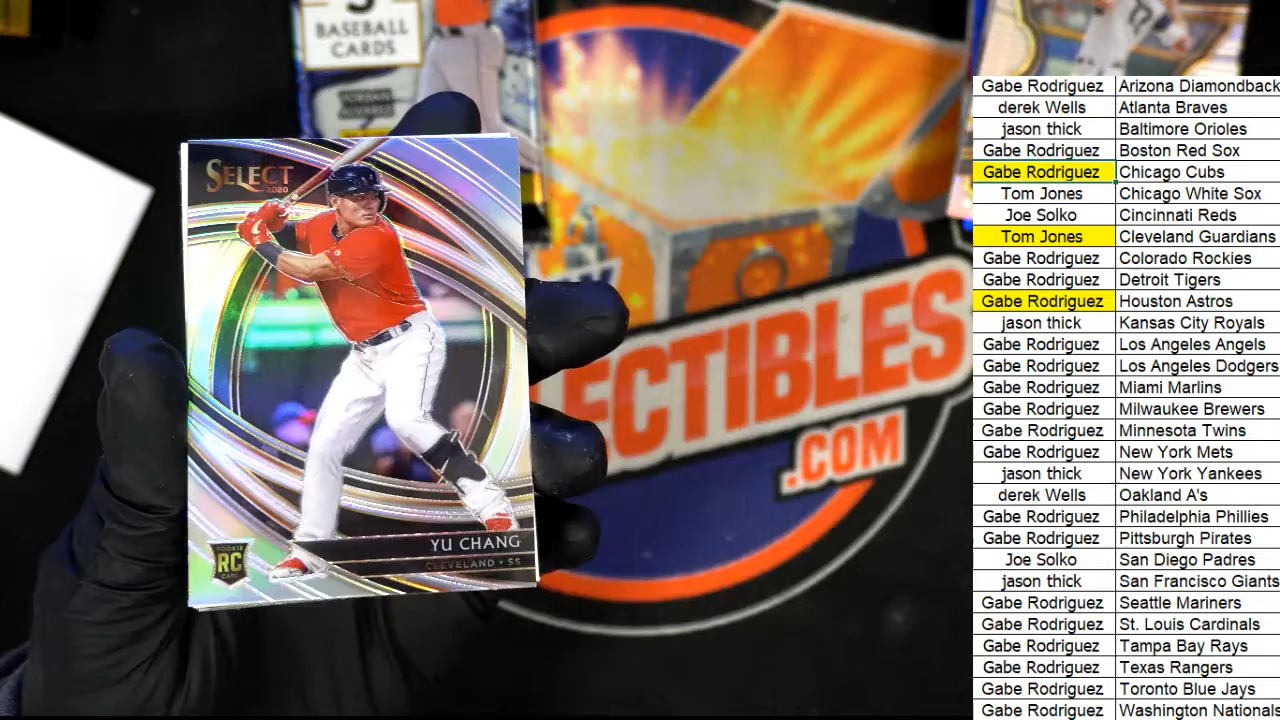 BASEBALL
CARDS
SELECT
2020
ECTIBLES
.COM
YU CHANG
CLEVELAND • SS
ROOKIE
RC
CARD
Gabe Rodriguez Arizona Diamondback
derek Wells Atlanta Braves
jason thick Baltimore Orioles
Gabe Rodriguez Boston Red Sox
Gabe Rodriguez Chicago Cubs
Tom Jones Chicago White Sox
Joe Solko Cincinnati Reds
Tom Jones Cleveland Guardians
Gabe Rodriguez Colorado Rockies
Gabe Rodriguez Detroit Tigers
Gabe Rodriguez Houston Astros
jason thick Kansas City Royals
Gabe Rodriguez Los Angeles Angels
Gabe Rodriguez Los Angeles Dodgers
Gabe Rodriguez Miami Marlins
Gabe Rodriguez Milwaukee Brewers
Gabe Rodriguez Minnesota Twins
Gabe Rodriguez New York Mets
jason thick New York Yankees
derek Wells Oakland A's
Gabe Rodriguez Philadelphia Phillies
Gabe Rodriguez Pittsburgh Pirates
Joe Solko San Diego Padres
jason thick San Francisco Giants
Gabe Rodriguez Seattle Mariners
Gabe Rodriguez St. Louis Cardinals
Gabe Rodriguez Tampa Bay Rays
Gabe Rodriguez Texas Rangers
Gabe Rodriguez Toronto Blue Jays
Gabe Rodriguez Washington Nationals